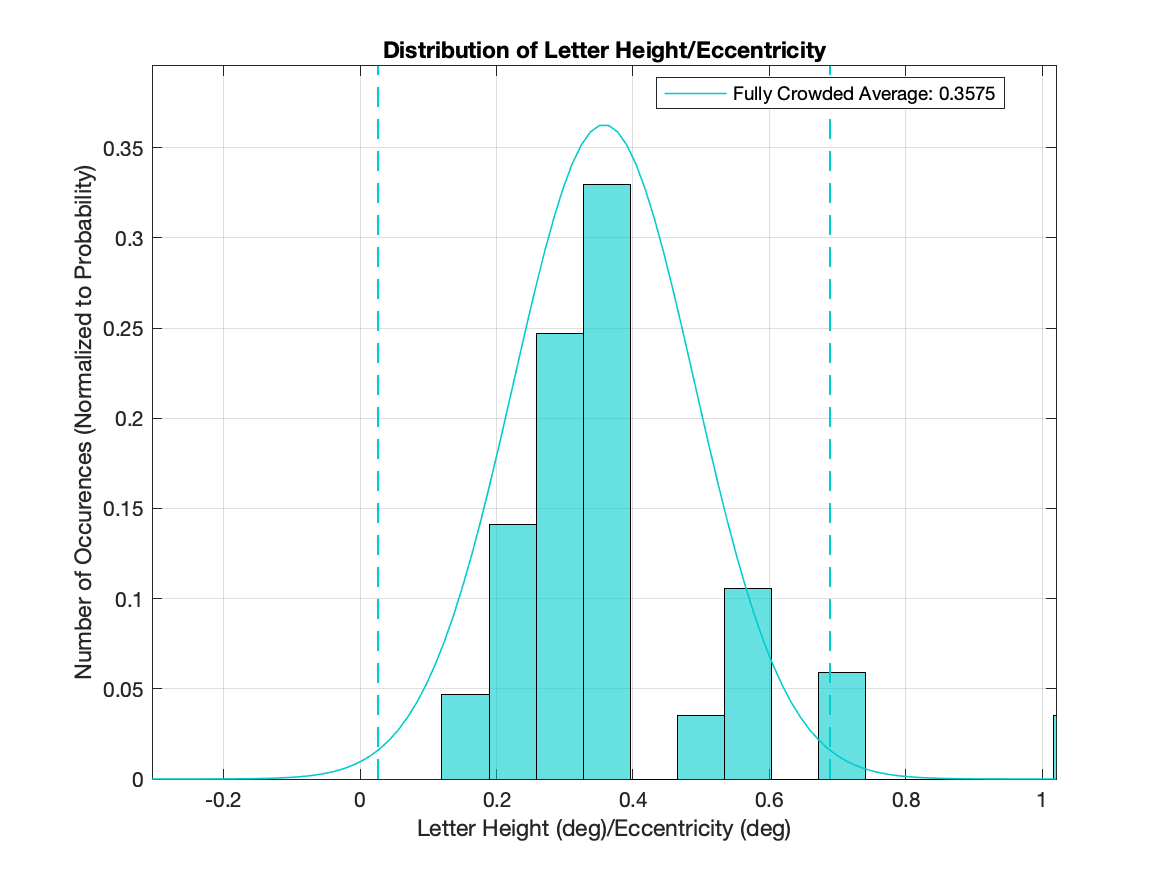 Distribution of Letter Height/Eccentricity
Fully Crowded Average: 0.3575
Number of Occurences (Normalized to Probability)
0.35
0.3
0.25
0.2
0.15
0.1
0.05
0
-0.2 0 0.2 0.4 0.6 0.8 1
Letter Height (deg)/Eccentricity (deg)